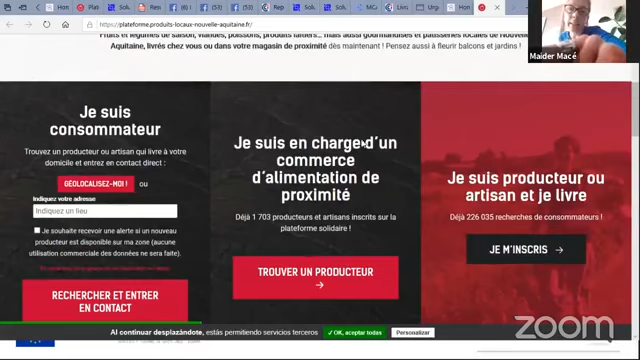 https://plateforme.produits-locaux-nouvelle-aquitaine.fr/
Fruits et légumes de saison, viandes, poissons, produits laitiers... mais aussi gourmandises et pâtisseries locales de Nouvelle
Aquitaine, livrés chez vous ou dans votre magasin de proximité dès maintenant ! Pensez aussi à fleurir balcons et jardins !
Maider Macé
Je suis
consommateur
Trouvez un producteur ou artisan qui livre à votre
domicile et entrez en contact direct :
GÉOLOCALISEZ-MOI ! ou
Indiquez votre adresse
Indiquez un lieu
Je souhaite recevoir une alerte si un nouveau
producteur est disponible sur ma zone (aucune
utilisation commerciale des données ne sera faite).
RECHERCHER ET ENTRER
EN CONTACT
Je suis en charge d'un
commerce
d'alimentation de
proximité
Déjà 1 703 producteurs et artisans inscrits sur la
plateforme solidaire !
TROUVER UN PRODUCTEUR
→
Je suis producteur ou
artisan et je livre
Déjà 226 035 recherches de consommateurs !
JE M'INSCRIS →
Al continuar desplazándote, estás permitiendo servicios terceros
✓ OK, aceptar todas
Personalizar
zoom